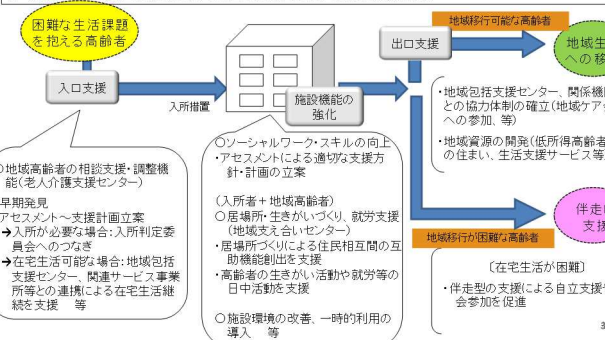 困難な生活課題
を抱える高齢者
入口支援
入所措置
施設機能の
強化
出口支援
地域移行可能な高齢者
地域生
への移
○地域高齢者の相談支援・調整機
能(老人介護支援センター)
早期発見
アセスメント～支援計画立案
→入所が必要な場合:入所判定委
員会へのつなぎ
→在宅生活可能な場合:地域包括
支援センター、関連サービス事業
所等との連携による在宅生活継
続を支援　等
○ソーシャルワーク・スキルの向上
・アセスメントによる適切な支援方
針・計画の立案
(入所者+地域高齢者)
○居場所・生きがいづくり、就労支援
(地域支え合いセンター)
・居場所づくりによる住民相互間の互
助機能創出を支援
・高齢者の生きがい活動や就労等の
日中活動を支援
○施設環境の改善、一時的利用の
導入　等
・地域包括支援センター、関係機
との協力体制の確立(地域ケア会
への参加、等)
・地域資源の開発(低所得高齢者
の住まい、生活支援サービス等
地域移行が困難な高齢者
伴走
支援
〔在宅生活が困難〕
・伴走型の支援による自立支援
会参加を促進